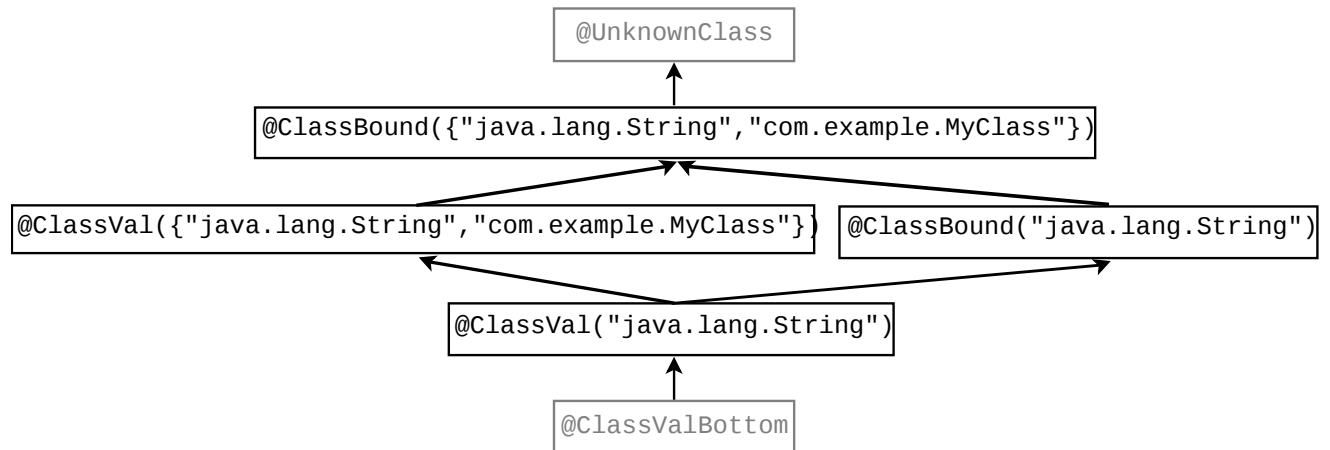 @UnknownClass
@ClassBound({"java.lang.String","com.example.MyClass"})
@ClassVal({"java.lang.String","com.example.MyClass"})
@ClassBound("java.lang.String")
@ClassVal("java.lang.String")
@ClassValBottom